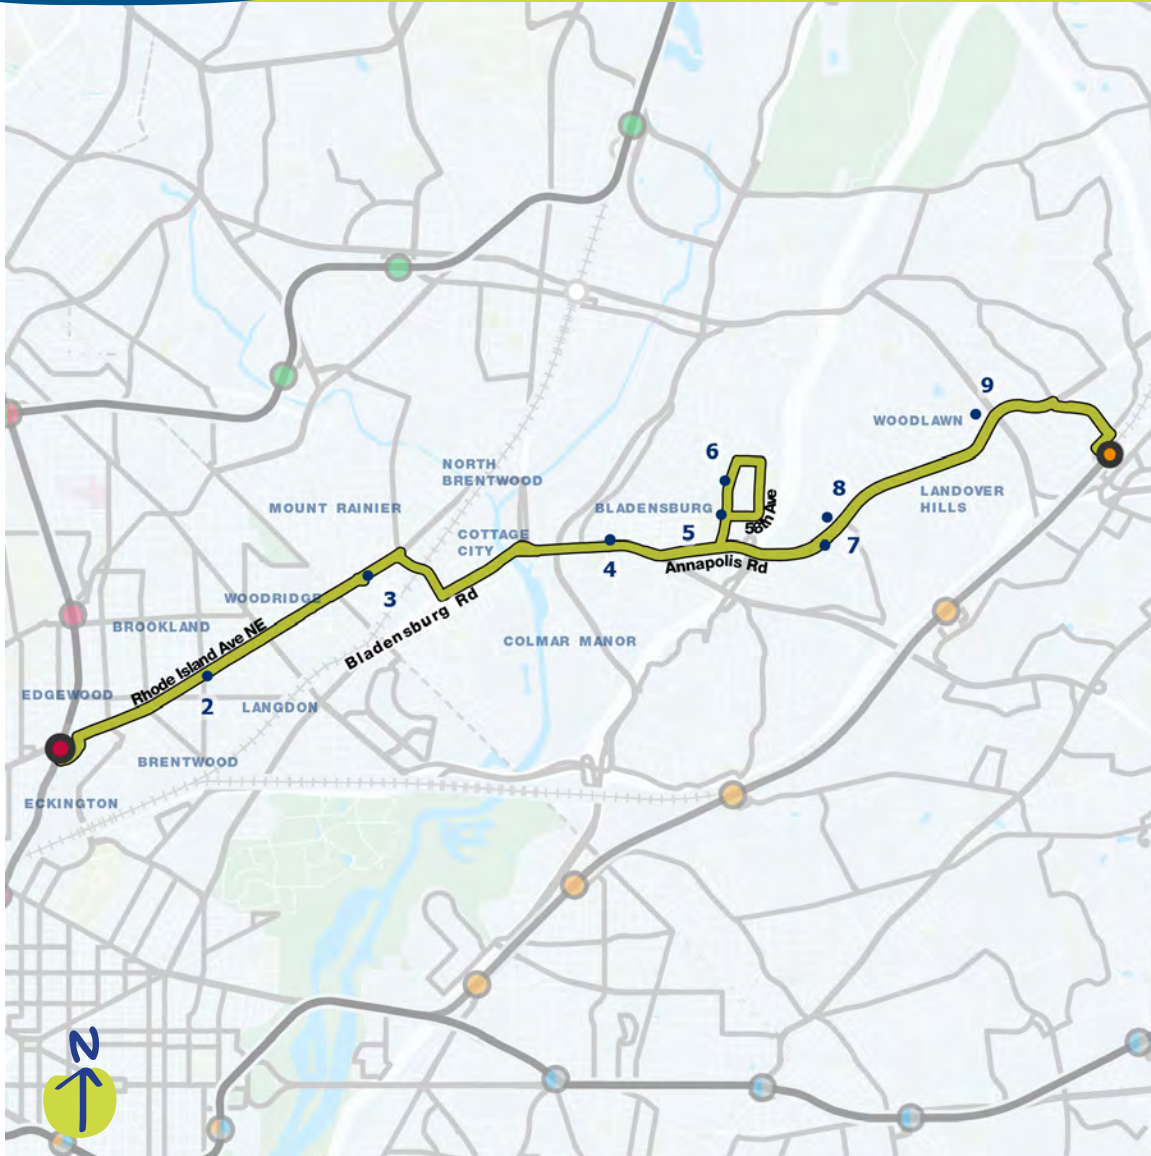 9
WOODLAWN
6
NORTH
BRENTWOOD
8
LANDOVER
HILLS
MOUNT RAINIER
BLADENSBURG
58th Ave
5
COTTAGE
CITY
7
4
Annapolis Rd
WOODRIDGE
3
Bladensburg Rd
BROOKLAND
Rhode Island Ave NE
COLMAR MANOR
EDGEWOOD
2
LANGDON
BRENTWOOD
ECKINGTON
N